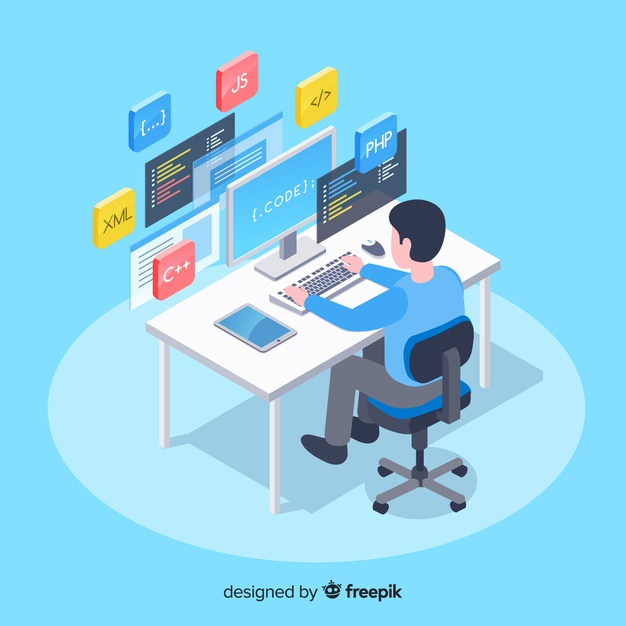 JS
{...}
</>
PHP
{.CODE};
XML
C++
designed by freepik